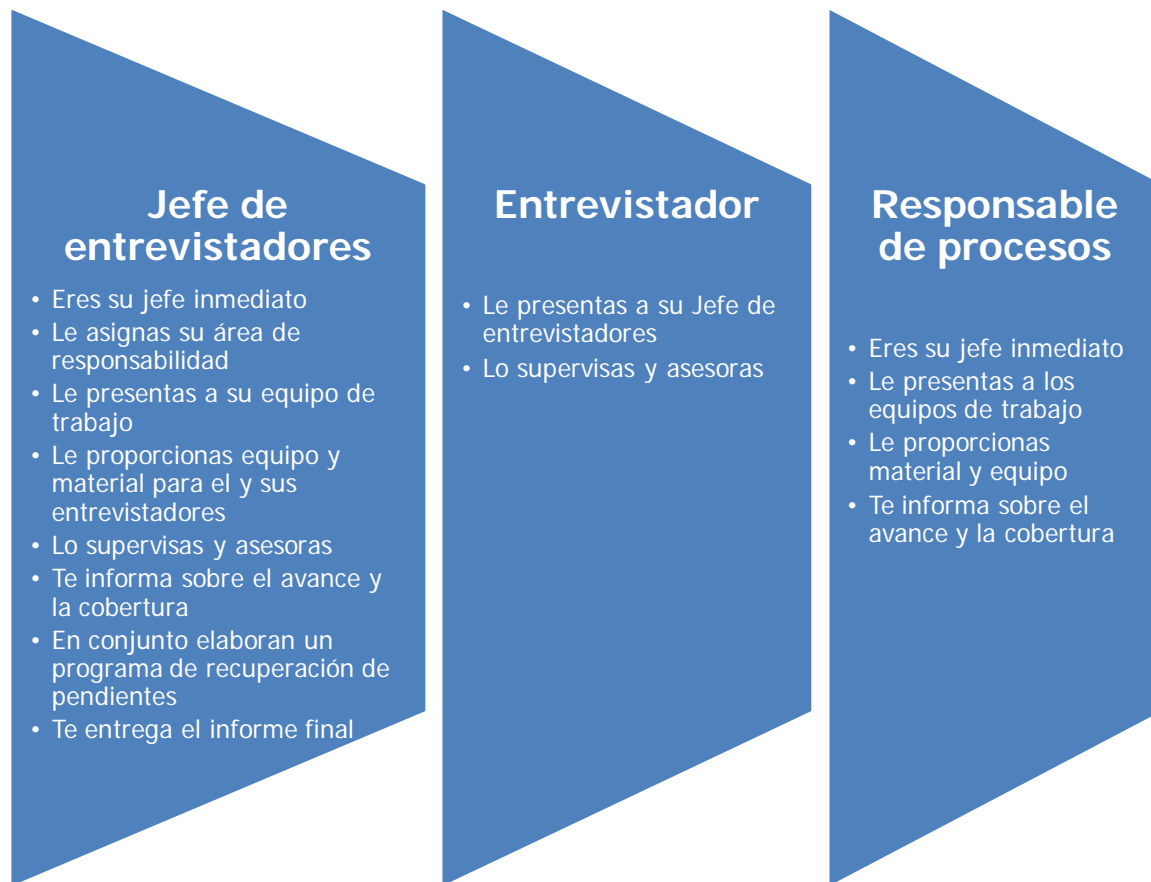 Jefe de
entrevistadores
• Eres su jefe inmediato
• Le asignas su área de
responsabilidad
• Le presentas a su equipo de
trabajo
• Le proporcionas equipo y
material para el y sus
entrevistadores
• Lo supervisas y asesoras
• Te informa sobre el avance y
la cobertura
• En conjunto elaboran un
programa de recuperación de
pendientes
• Te entrega el informe final
Entrevistador
• Le presentas a su Jefe de
entrevistadores
• Lo supervisas y asesoras
Responsable
de procesos
• Eres su jefe inmediato
• Le presentas a los
equipos de trabajo
• Le proporcionas
material y equipo
• Te informa sobre el
avance y la cobertura